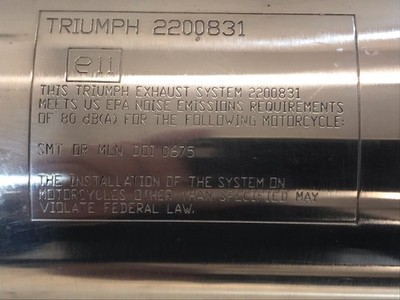 TRIUMPH 2200831
e11
THIS TRIUMPH EXHAUST SYSTEM 2200831
MEETS US EPA NOISE EMISSIONS REQUIREMENTS
OF 80 dB(A) FOR THE FOLLOWING MOTORCYCLE:
SMT OR MLN 001 0675
THE INSTALLATION OF THE SYSTEM ON
MOTORCYCLES OTHER THAN SPECIFIED MAY
VIOLATE FEDERAL LAW.